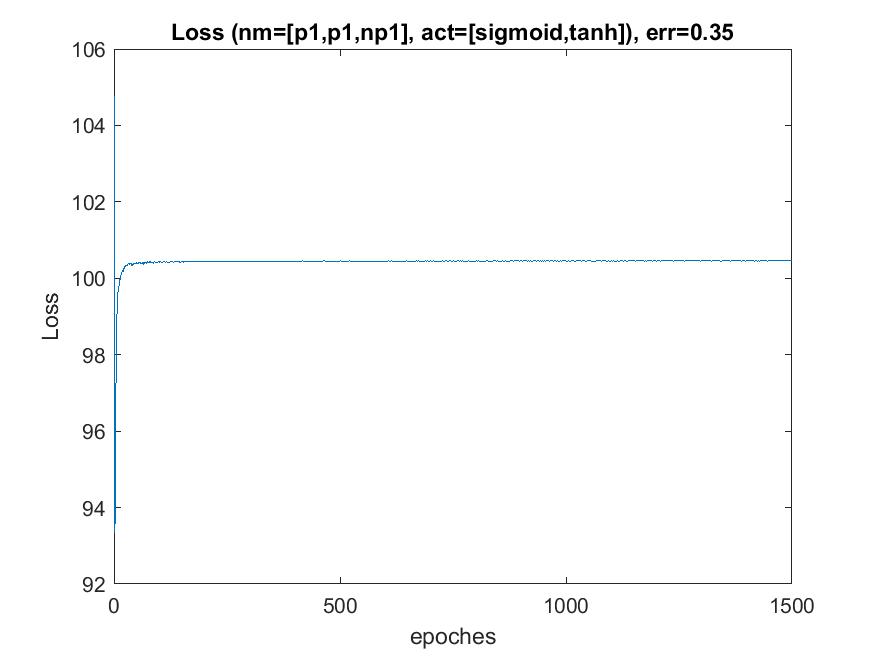 Loss (nm=[p1,p1,np1], act=[sigmoid,tanh]), err=0.35
106
104
102
100
98
96
94
92
Loss
0 500 1000 1500
epoches